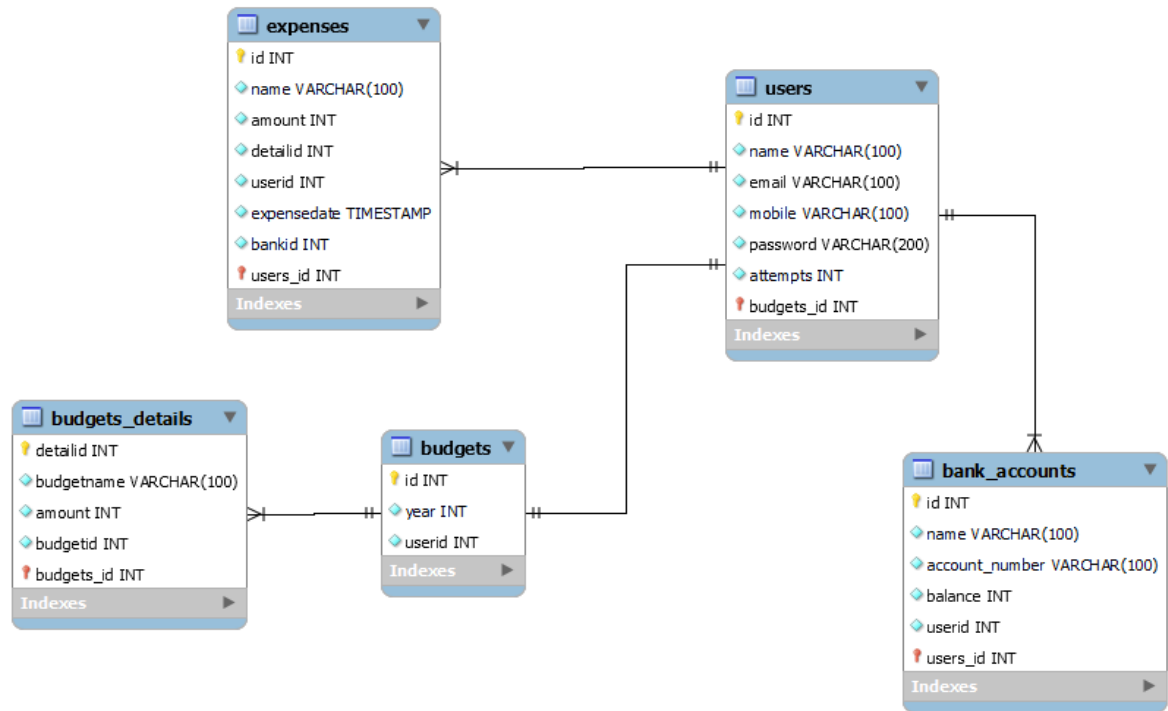 expenses
id INT
name VARCHAR(100)
amount INT
detailid INT
userid INT
expensedate TIMESTAMP
bankid INT
users_id INT
Indexes
users
id INT
name VARCHAR(100)
email VARCHAR(100)
mobile VARCHAR(100)
password VARCHAR(200)
attempts INT
budgets_id INT
Indexes
budgets_details
detailid INT
budgetname VARCHAR(100)
amount INT
budgetid INT
budgets_id INT
Indexes
budgets
id INT
year INT
userid INT
Indexes
bank_accounts
id INT
name VARCHAR(100)
account_number VARCHAR(100)
balance INT
userid INT
users_id INT
Indexes